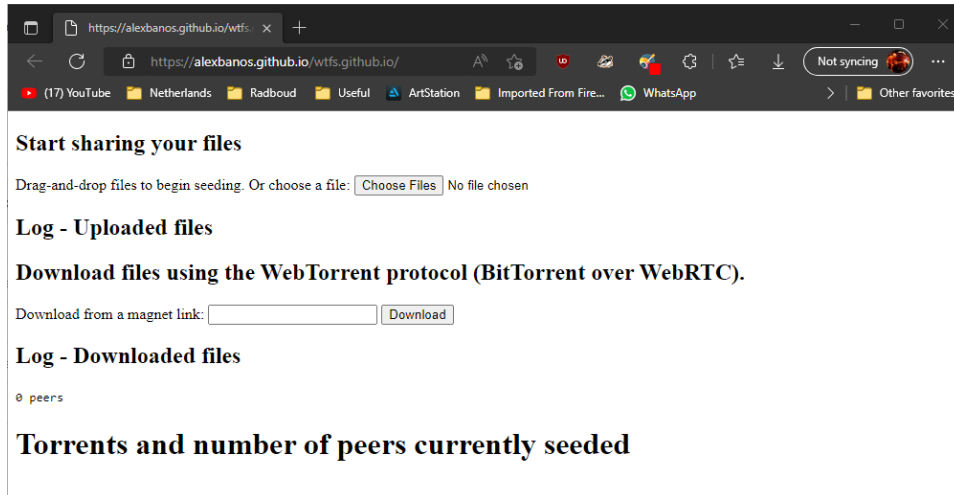 https://alexbanos.github.io/wtfs.
https://alexbanos.github.io/wtfs.github.io/
Not syncing
(17) YouTube Netherlands Radboud Useful ArtStation Imported From Fire... WhatsApp Other favorites
Start sharing your files
Drag-and-drop files to begin seeding. Or choose a file: Choose Files No file chosen
Log - Uploaded files
Download files using the WebTorrent protocol (BitTorrent over WebRTC).
Download from a magnet link: Download
Log - Downloaded files
0 peers
Torrents and number of peers currently seeded